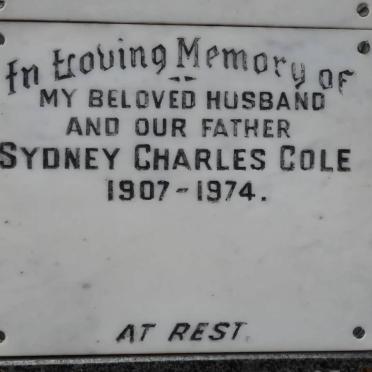 In Loving Memory of
MY BELOVED HUSBAND
AND OUR FATHER
SYDNEY CHARLES COLE
1907-1974.
AT REST